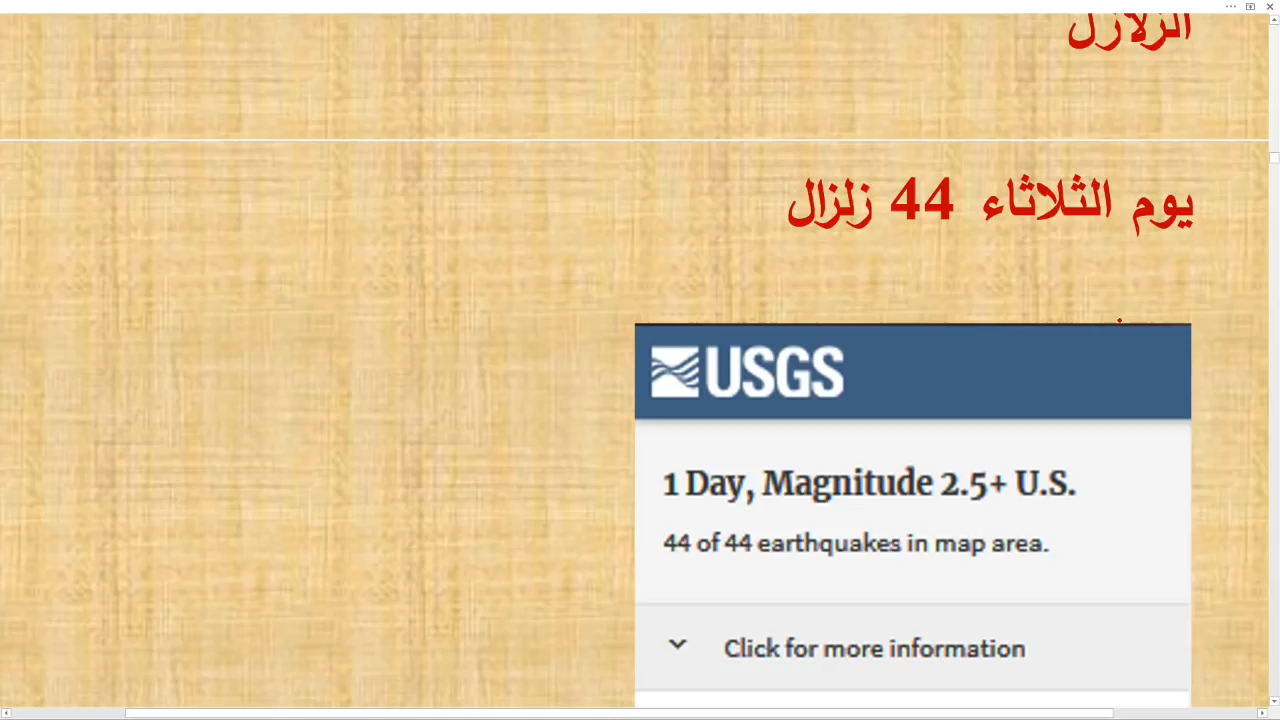 الزلازل
يوم الثلاثاء 44 زلزال
USGS
1 Day, Magnitude 2.5+ U.S.
44 of 44 earthquakes in map area.
Click for more information